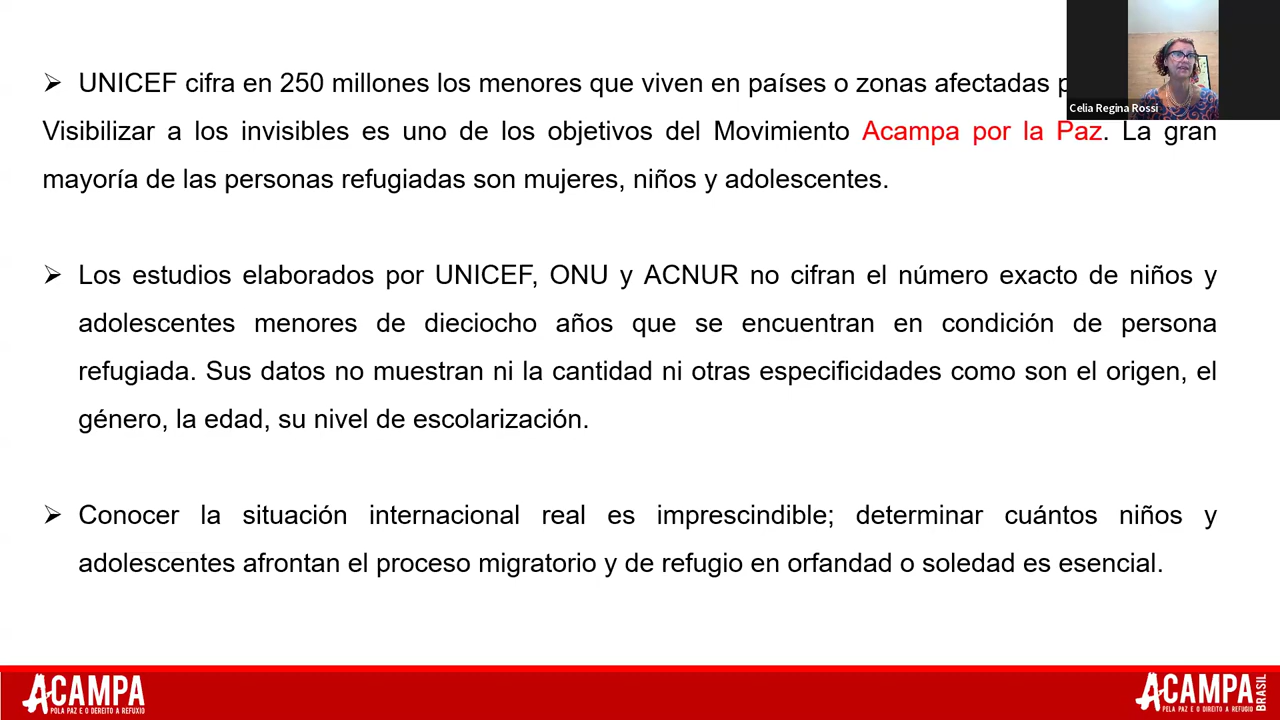 ➢ UNICEF cifra en 250 millones los menores que viven en países o zonas afectadas
Celia Regina Rossi
Visibilizar a los invisibles es uno de los objetivos del Movimiento Acampa por la Paz. La gran
mayoría de las personas refugiadas son mujeres, niños y adolescentes.
➢ Los estudios elaborados por UNICEF, ONU y ACNUR no cifran el número exacto de niños y
adolescentes menores de dieciocho años que se encuentran en condición de persona
refugiada. Sus datos no muestran ni la cantidad ni otras especificidades como son el origen, el
género, la edad, su nivel de escolarización.
➢ Conocer la situación internacional real es imprescindible; determinar cuántos niños y
adolescentes afrontan el proceso migratorio y de refugio en orfandad o soledad es esencial.
ACAMPA
POLA PAZ E O DEREITO A REFUXIO
ACAMPA BRASIL
PELA PAZ E O DIREITO A REFUGIO